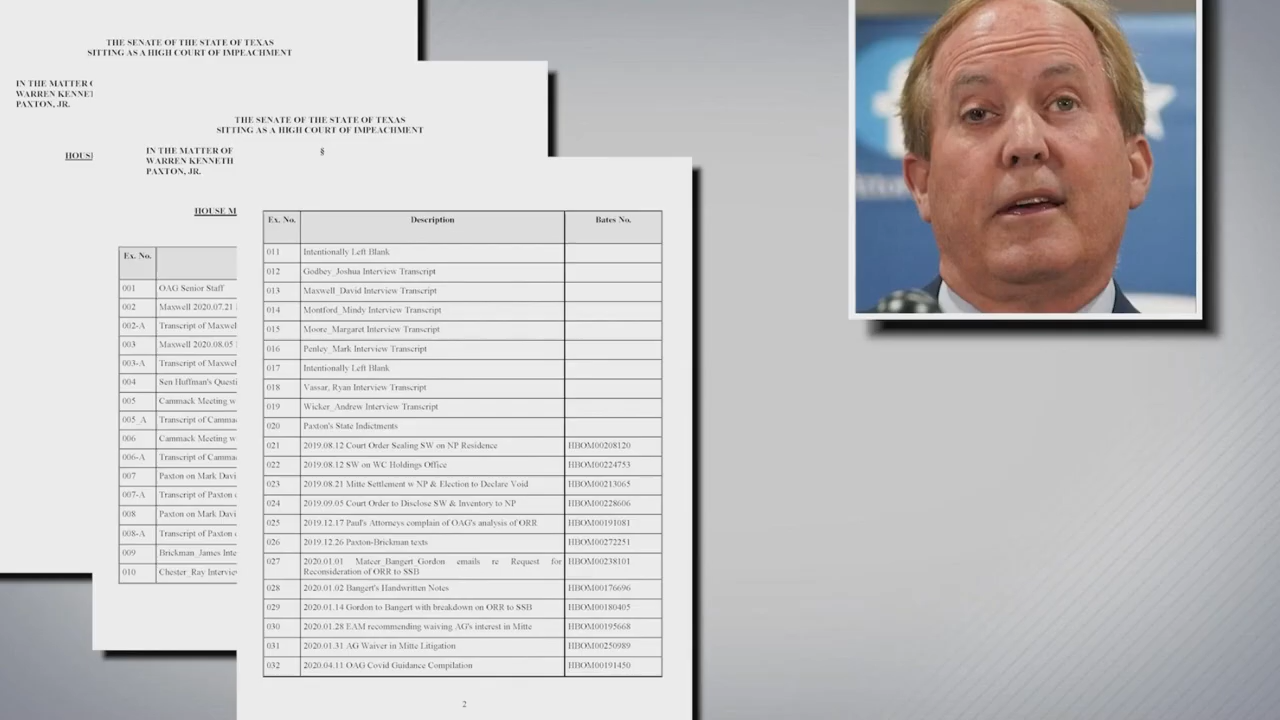 THE SENATE OF THE STATE OF TEXAS
SITTING AS A HIGH COURT OF IMPEACHMENT
IN THE MATTER
WARREN KENNE
PAXTON, JR.
HOUS
THE SENATE OF THE STATE OF TEXAS
SITTING AS A HIGH COURT OF IMPEACHMENT
IN THE MATTER OF §
WARREN KENNETH
PAXTON, JR.
HOUSE M
Ex. No.
001 OAG Senior Staff
002 Maxwell 2020.07.21
002-A Transcript of Maxwel
003 Maxwell 2020.08.05
003-A Transcript of Maxwel
004 Sen Huffman's Questi
005 Cammack Meeting w
005_A Transcript of Camma
006 Cammack Meeting w
006-A Transcript of Camma
007 Paxton on Mark Davi
007-A Transcript of Paxton
008 Paxton on Mark Davi
008-A Transcript of Paxton
009 Brickman_James Inte
010 Chester_Ray Intervie
Ex. No. Description Bates No.
011 Intentionally Left Blank
012 Godbey_Joshua Interview Transcript
013 Maxwell_David Interview Transcript
014 Montford_Mindy Interview Transcript
015 Moore_Margaret Interview Transcript
016 Penley_Mark Interview Transcript
017 Intentionally Left Blank
018 Vassar, Ryan Interview Transcript
019 Wicker_Andrew Interview Transcript
020 Paxton's State Indictments
021 2019.08.12 Court Order Sealing SW on NP Residence HBOM00208120
022 2019.08.12 SW on WC Holdings Office HBOM00224753
023 2019.08.21 Mitte Settlement w NP & Election to Declare Void HBOM00213065
024 2019.09.05 Court Order to Disclose SW & Inventory to NP HBOM00228606
025 2019.12.17 Paul's Attorneys complain of OAG's analysis of ORR HBOM00191081
026 2019.12.26 Paxton-Brickman texts HBOM00272251
027 2020.01.01 Mateer_Bangert_Gordon emails re Request for HBOM00238101
Reconsideration of ORR to SSB
028 2020.01.02 Bangert's Handwritten Notes HBOM00176696
029 2020.01.14 Gordon to Bangert with breakdown on ORR to SSB HBOM00180405
030 2020.01.28 EAM recommending waiving AG's interest in Mitte HBOM00195668
031 2020.01.31 AG Waiver in Mitte Litigation HBOM00250989
032 2020.04.11 OAG Covid Guidance Compilation HBOM00191450
2